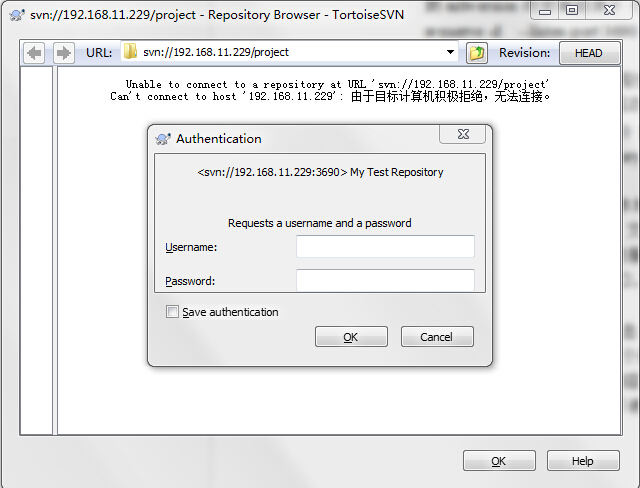 svn://192.168.11.229/project - Repository Browser - TortoiseSVN
URL: svn://192.168.11.229/project Revision: HEAD
Unable to connect to a repository at URL 'svn://192.168.11.229/project'
Can't connect to host '192.168.11.229': 由于目标计算机积极拒绝，无法连接。
Authentication
<svn://192.168.11.229:3690> My Test Repository
Requests a username and a password
Username:
Password:
Save authentication
OK Cancel
OK Help